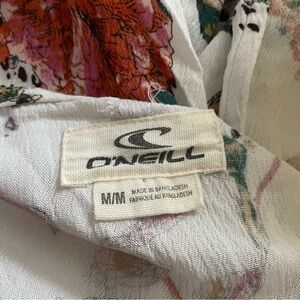 O'NEILL
M/M
MADE IN BANGLADESH
FABRIQUÉ AU BANGLADESH